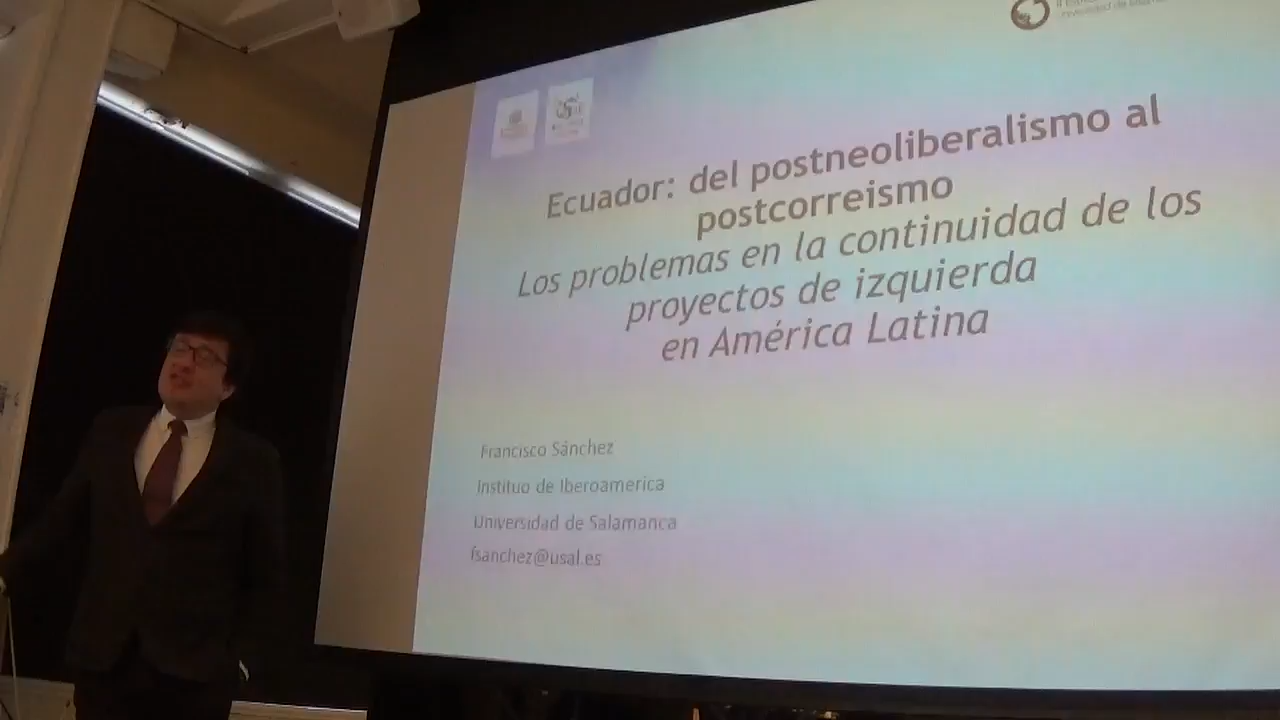 Ecuador: del postneoliberalismo al
postcorreismo
Los problemas en la continuidad de los
proyectos de izquierda
en América Latina
Francisco Sánchez
Instituo de Iberoamerica
Universidad de Salamanca
fsanchez@usal.es